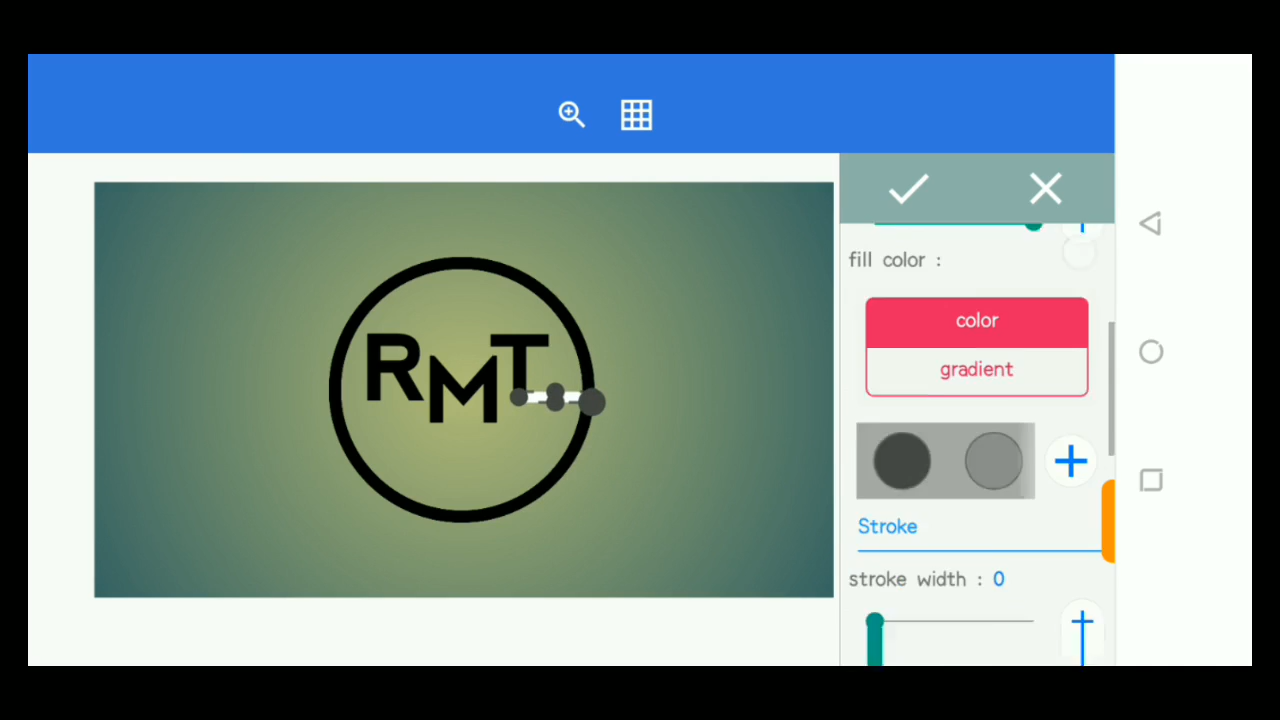 RMT
fill color :
color
gradient
Stroke
stroke width : 0